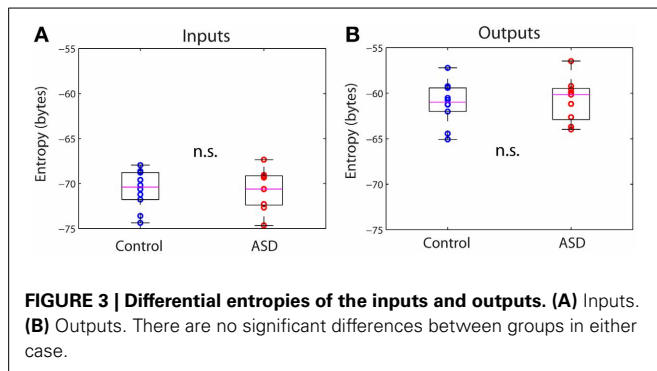 A
Inputs
−55
−60
−65
−70
−75
Entropy (bytes)
n.s.
Control
ASD
B
Outputs
−55
−60
−65
−70
−75
Entropy (bytes)
n.s.
Control
ASD
FIGURE 3 | Differential entropies of the inputs and outputs. (A) Inputs.
(B) Outputs. There are no significant differences between groups in either
case.